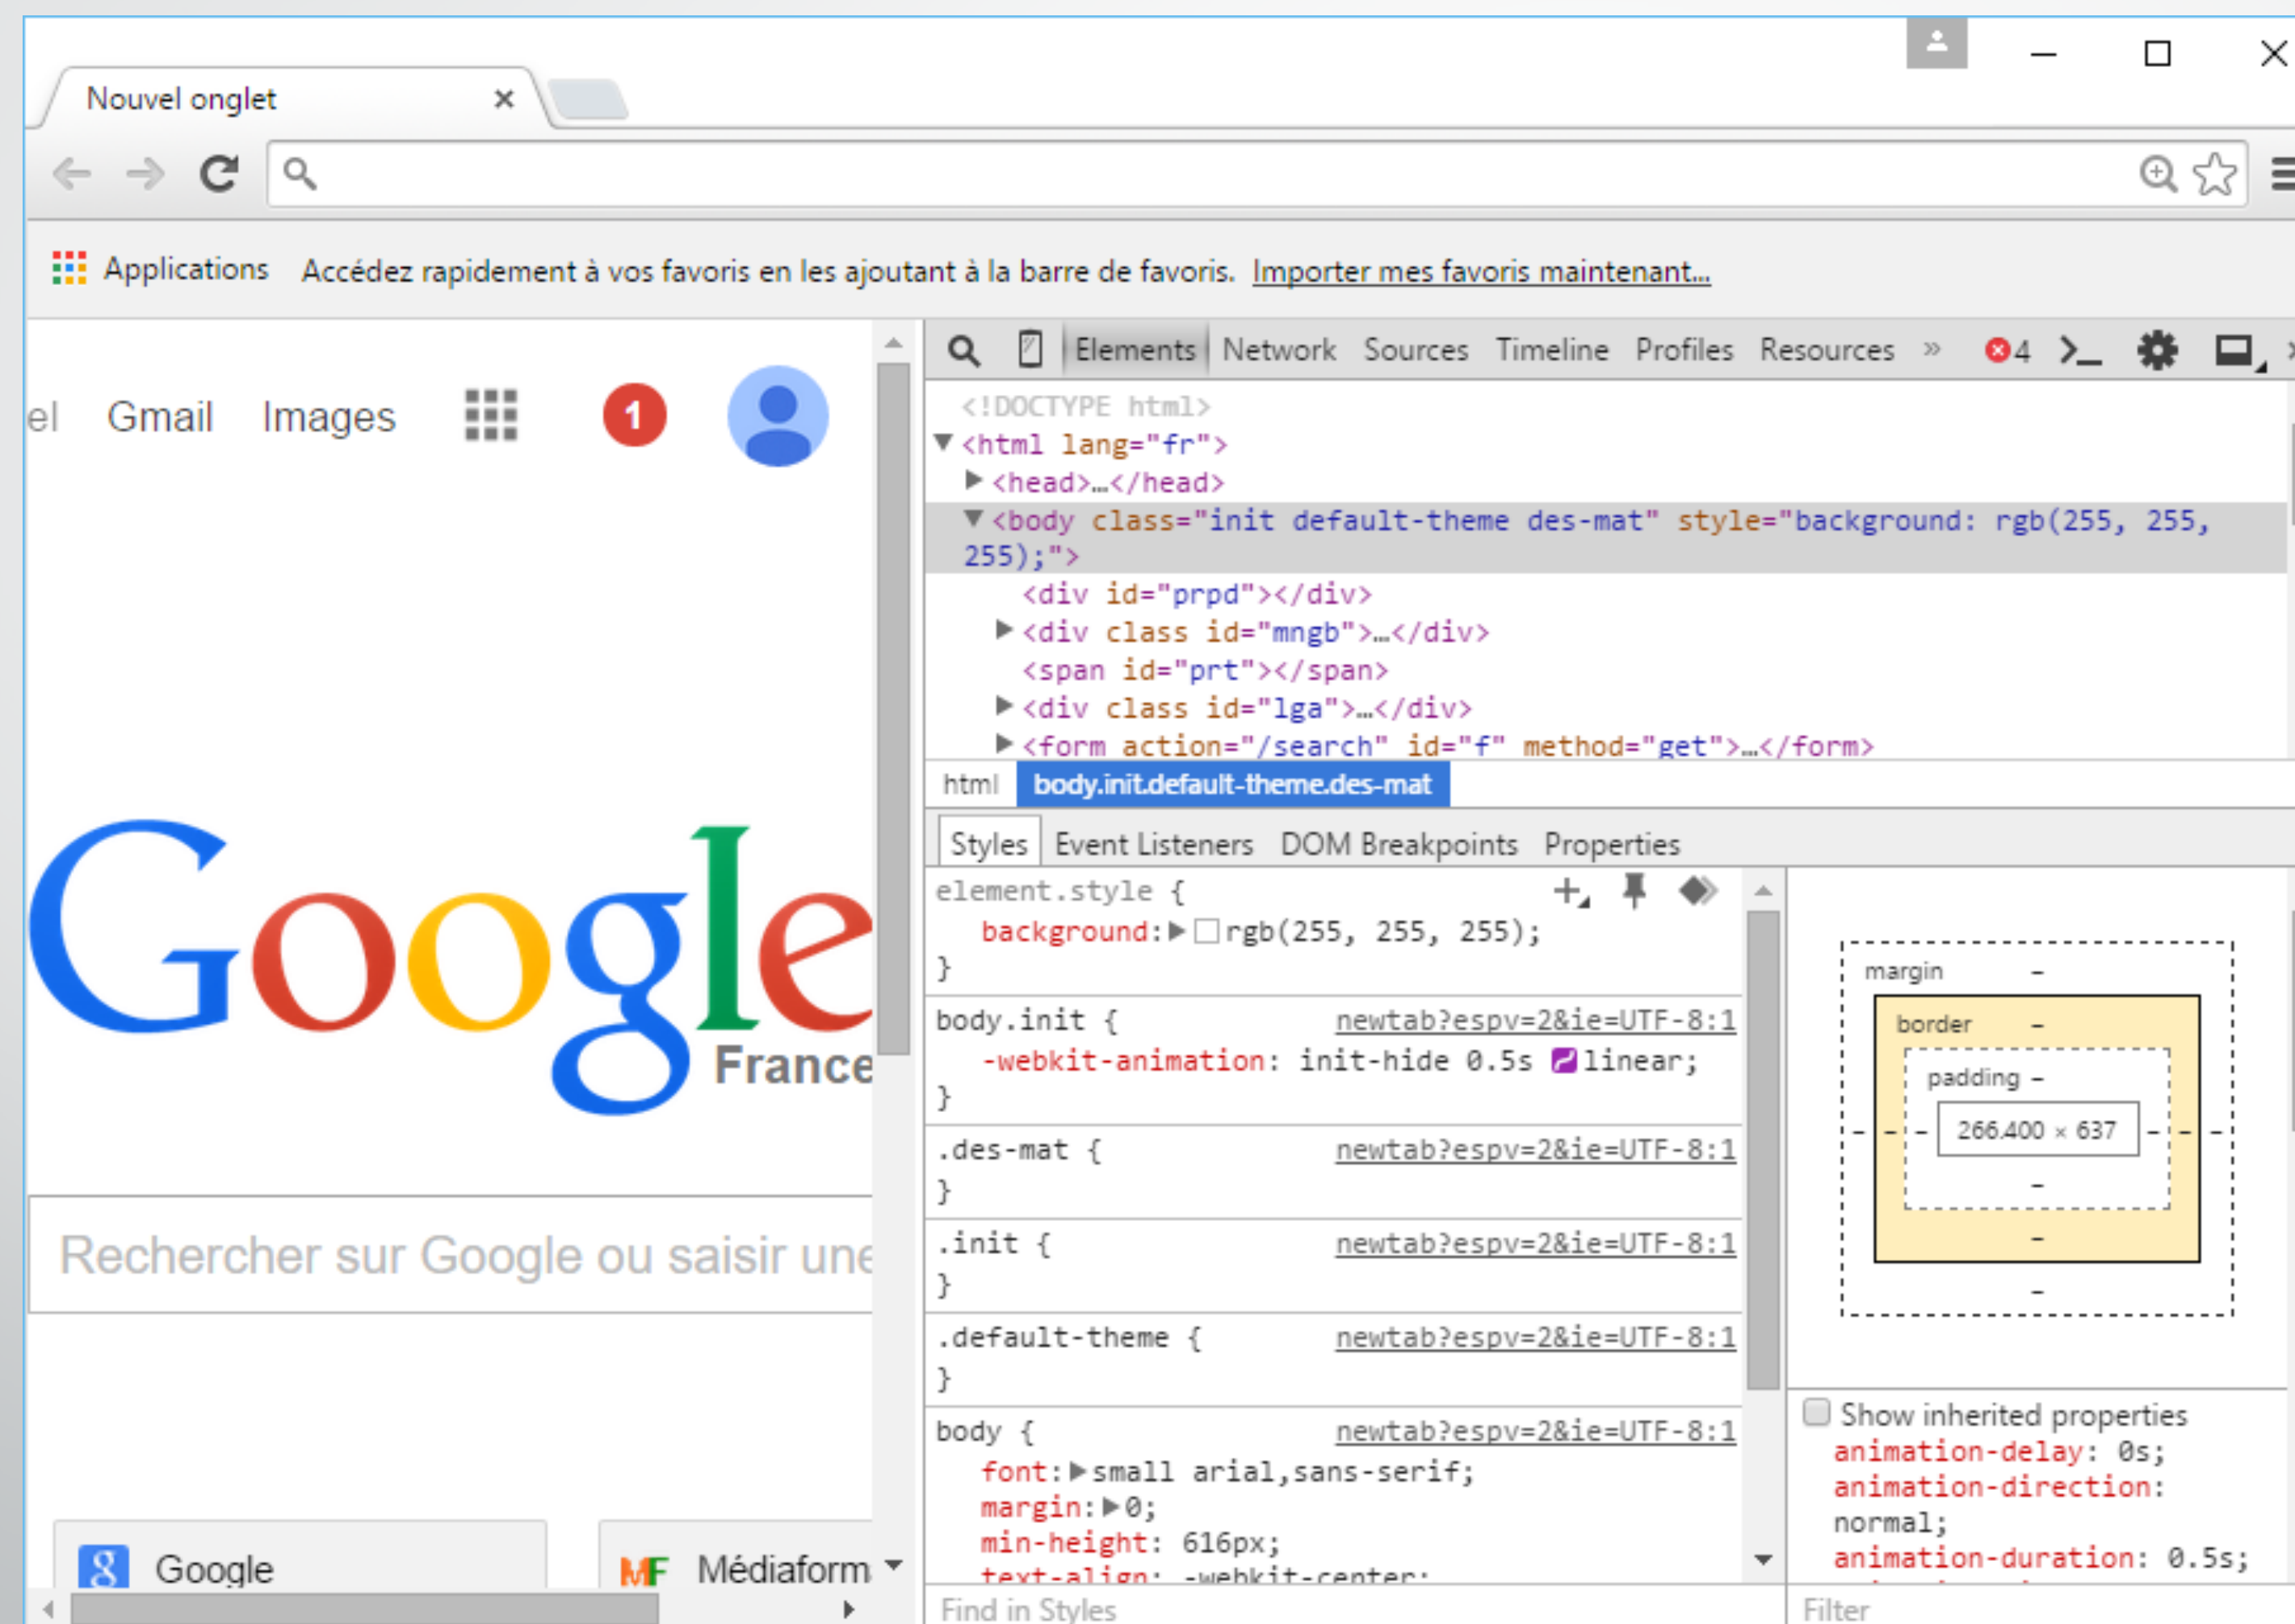 Nouvel onglet
Applications Accédez rapidement à vos favoris en les ajoutant à la barre de favoris. Importer mes favoris maintenant...
el Gmail Images 1
Google
France
Rechercher sur Google ou saisir une
g Google MF Médiaform
Elements Network Sources Timeline Profiles Resources » 4
<!DOCTYPE html>
<html lang="fr">
<head>…</head>
<body class="init default-theme des-mat" style="background: rgb(255, 255,
255);">
<div id="prpd"></div>
<div class id="mngb">…</div>
<span id="prt"></span>
<div class id="lga">…</div>
<form action="/search" id="f" method="get">…</form>
html body.init.default-theme.des-mat
Styles Event Listeners DOM Breakpoints Properties
element.style {
background: rgb(255, 255, 255);
}
body.init { newtab?espv=2&ie=UTF-8:1
-webkit-animation: init-hide 0.5s linear;
}
.des-mat { newtab?espv=2&ie=UTF-8:1
}
.init { newtab?espv=2&ie=UTF-8:1
}
.default-theme { newtab?espv=2&ie=UTF-8:1
}
body { newtab?espv=2&ie=UTF-8:1
font: small arial,sans-serif;
margin: 0;
min-height: 616px;
text-align: -webkit-center;
Find in Styles
margin –
border –
padding –
– – – 266.400 × 637 – – –
–
–
–
Show inherited properties
animation-delay: 0s;
animation-direction:
normal;
animation-duration: 0.5s;
Filter